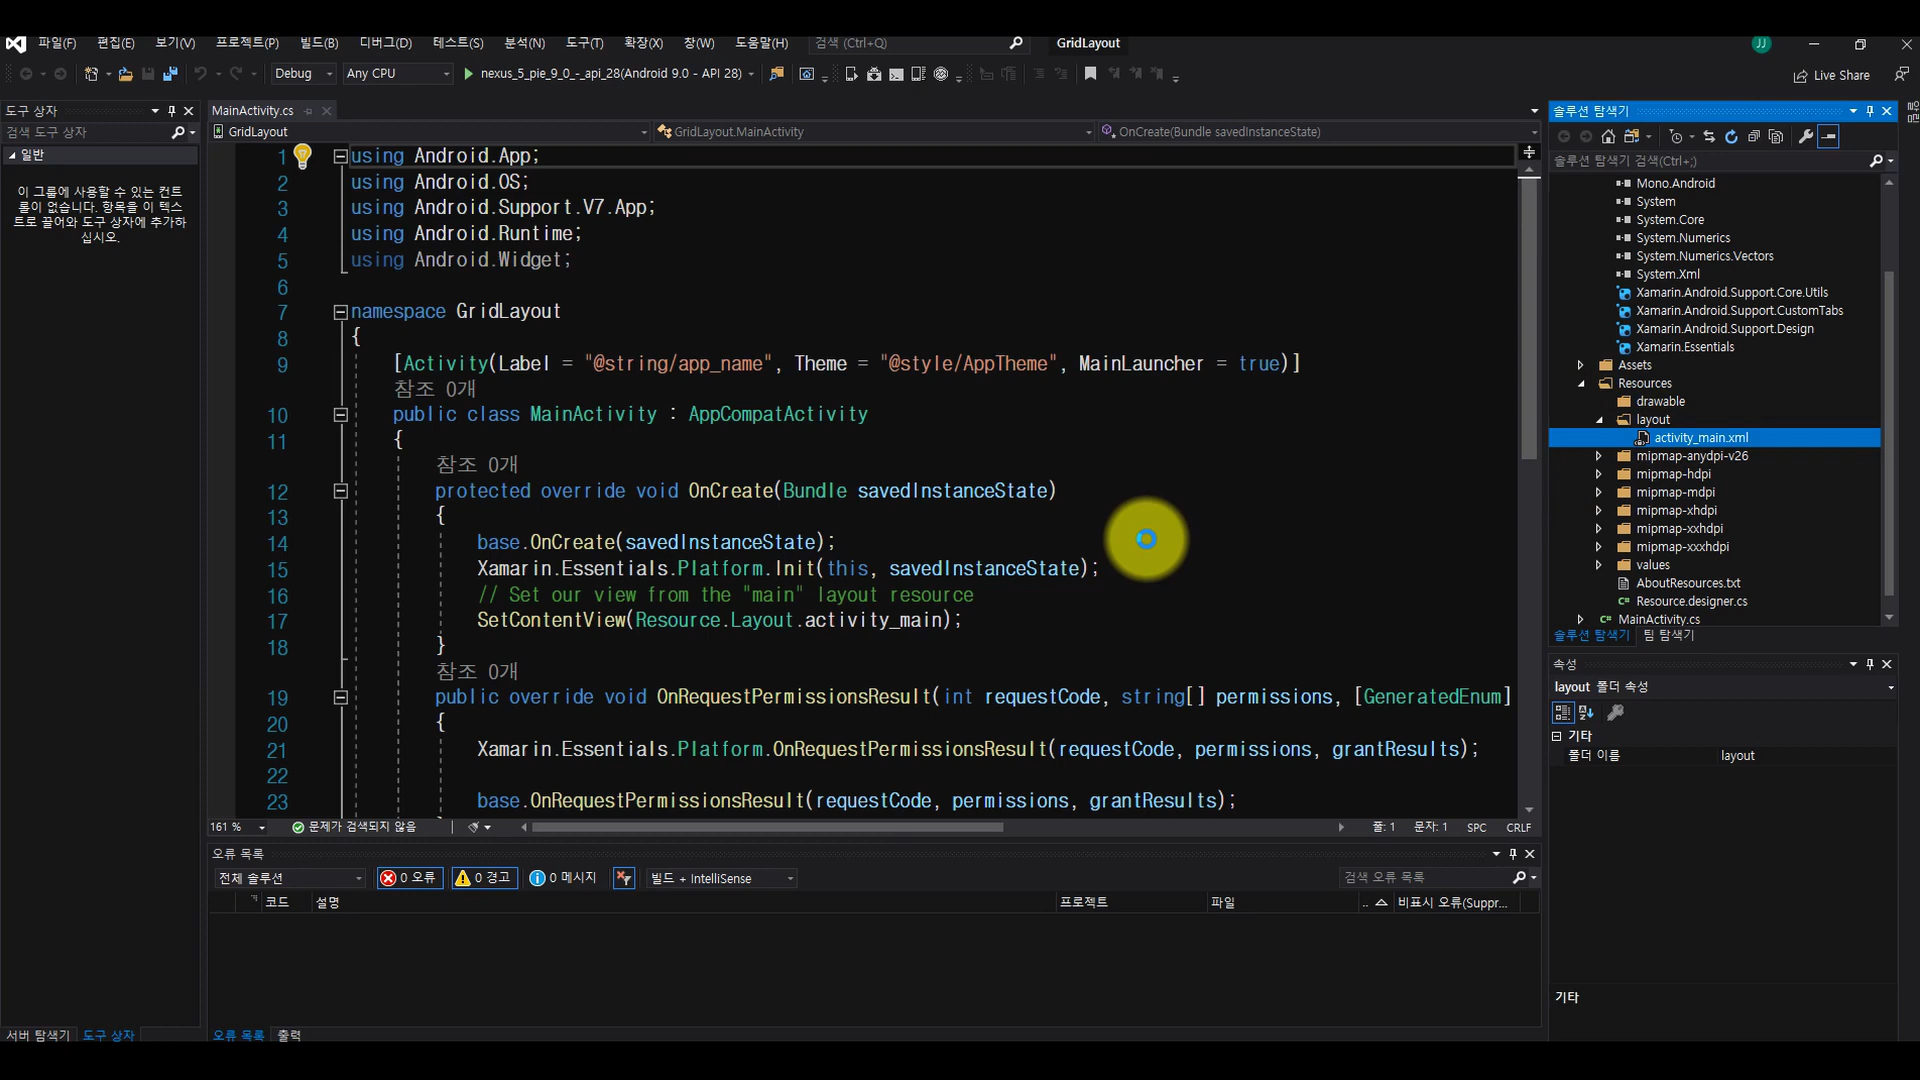 파일(F) 편집(E) 보기(V) 프로젝트(P) 빌드(B) 디버그(D) 테스트(S) 분석(N) 도구(T) 확장(X) 창(W) 도움말(H) 검색 (Ctrl+Q) GridLayout JJ
Debug Any CPU nexus_5_pie_9_0_-_api_28(Android 9.0 - API 28) Live Share
도구 상자
검색 도구 상자
일반
이 그룹에 사용할 수 있는 컨트
롤이 없습니다. 항목을 이 텍스
트로 끌어와 도구 상자에 추가하
십시오.
서버 탐색기 도구 상자
MainActivity.cs
GridLayout GridLayout.MainActivity OnCreate(Bundle savedInstanceState)
1 using Android.App;
2 using Android.OS;
3 using Android.Support.V7.App;
4 using Android.Runtime;
5 using Android.Widget;
6
7 namespace GridLayout
8 {
9 [Activity(Label = "@string/app_name", Theme = "@style/AppTheme", MainLauncher = true)]
참조 0개
10 public class MainActivity : AppCompatActivity
11 {
참조 0개
12 protected override void OnCreate(Bundle savedInstanceState)
13 {
14 base.OnCreate(savedInstanceState);
15 Xamarin.Essentials.Platform.Init(this, savedInstanceState);
16 // Set our view from the "main" layout resource
17 SetContentView(Resource.Layout.activity_main);
18 }
참조 0개
19 public override void OnRequestPermissionsResult(int requestCode, string[] permissions, [GeneratedEnum]
20 {
21 Xamarin.Essentials.Platform.OnRequestPermissionsResult(requestCode, permissions, grantResults);
22
23 base.OnRequestPermissionsResult(requestCode, permissions, grantResults);
161 % 문제가 검색되지 않음 줄: 1 문자: 1 SPC CRLF
오류 목록
전체 솔루션 0 오류 0 경고 0 메시지 빌드 + IntelliSense 검색 오류 목록
코드 설명 프로젝트 파일 .. 비표시 오류(Suppr...
오류 목록 출력
솔루션 탐색기
솔루션 탐색기 검색(Ctrl+;)
Mono.Android
System
System.Core
System.Numerics
System.Numerics.Vectors
System.Xml
Xamarin.Android.Support.Core.Utils
Xamarin.Android.Support.CustomTabs
Xamarin.Android.Support.Design
Xamarin.Essentials
Assets
Resources
drawable
layout
activity_main.xml
mipmap-anydpi-v26
mipmap-hdpi
mipmap-mdpi
mipmap-xhdpi
mipmap-xxhdpi
mipmap-xxxhdpi
values
AboutResources.txt
Resource.designer.cs
MainActivity.cs
솔루션 탐색기 팀 탐색기
속성
layout 폴더 속성
기타
폴더 이름 layout
기타